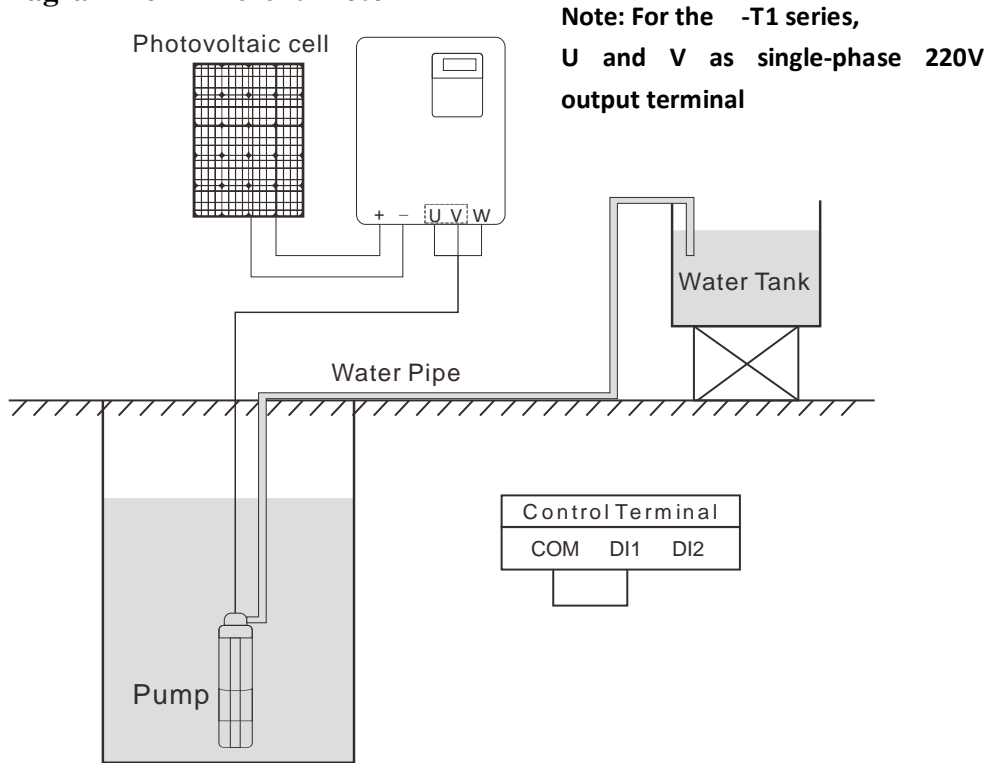 Note: For the -T1 series,
U and V as single-phase 220V
output terminal
Photovoltaic cell
+ − U V W
Water Tank
Water Pipe
Control Terminal
COM DI1 DI2
Pump